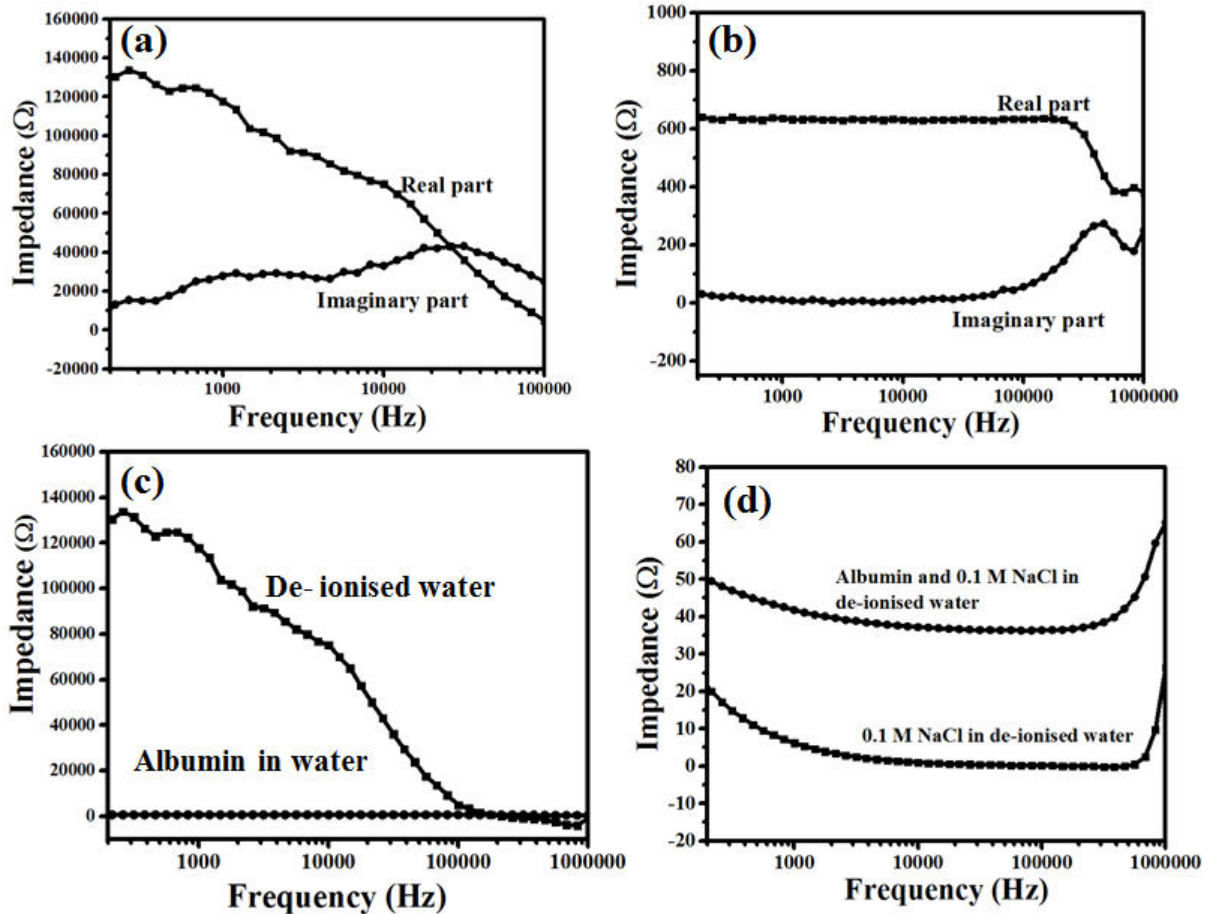 (a)
160000
140000
120000
100000
80000
60000
40000
20000
0
-20000
Impedance (Ω)
Real part
Imaginary part
1000
10000
100000
Frequency (Hz)
(b)
1000
800
600
400
200
0
-200
Impedance (Ω)
Real part
Imaginary part
1000
10000
100000
1000000
Frequency (Hz)
(c)
160000
140000
120000
100000
80000
60000
40000
20000
0
Impedance (Ω)
De- ionised water
Albumin in water
1000
10000
100000
1000000
Frequency (Hz)
(d)
80
70
60
50
40
30
20
10
0
-10
-20
Impedance (Ω)
Albumin and 0.1 M NaCl in
de-ionised water
0.1 M NaCl in de-ionised water
1000
10000
100000
1000000
Frequency (Hz)